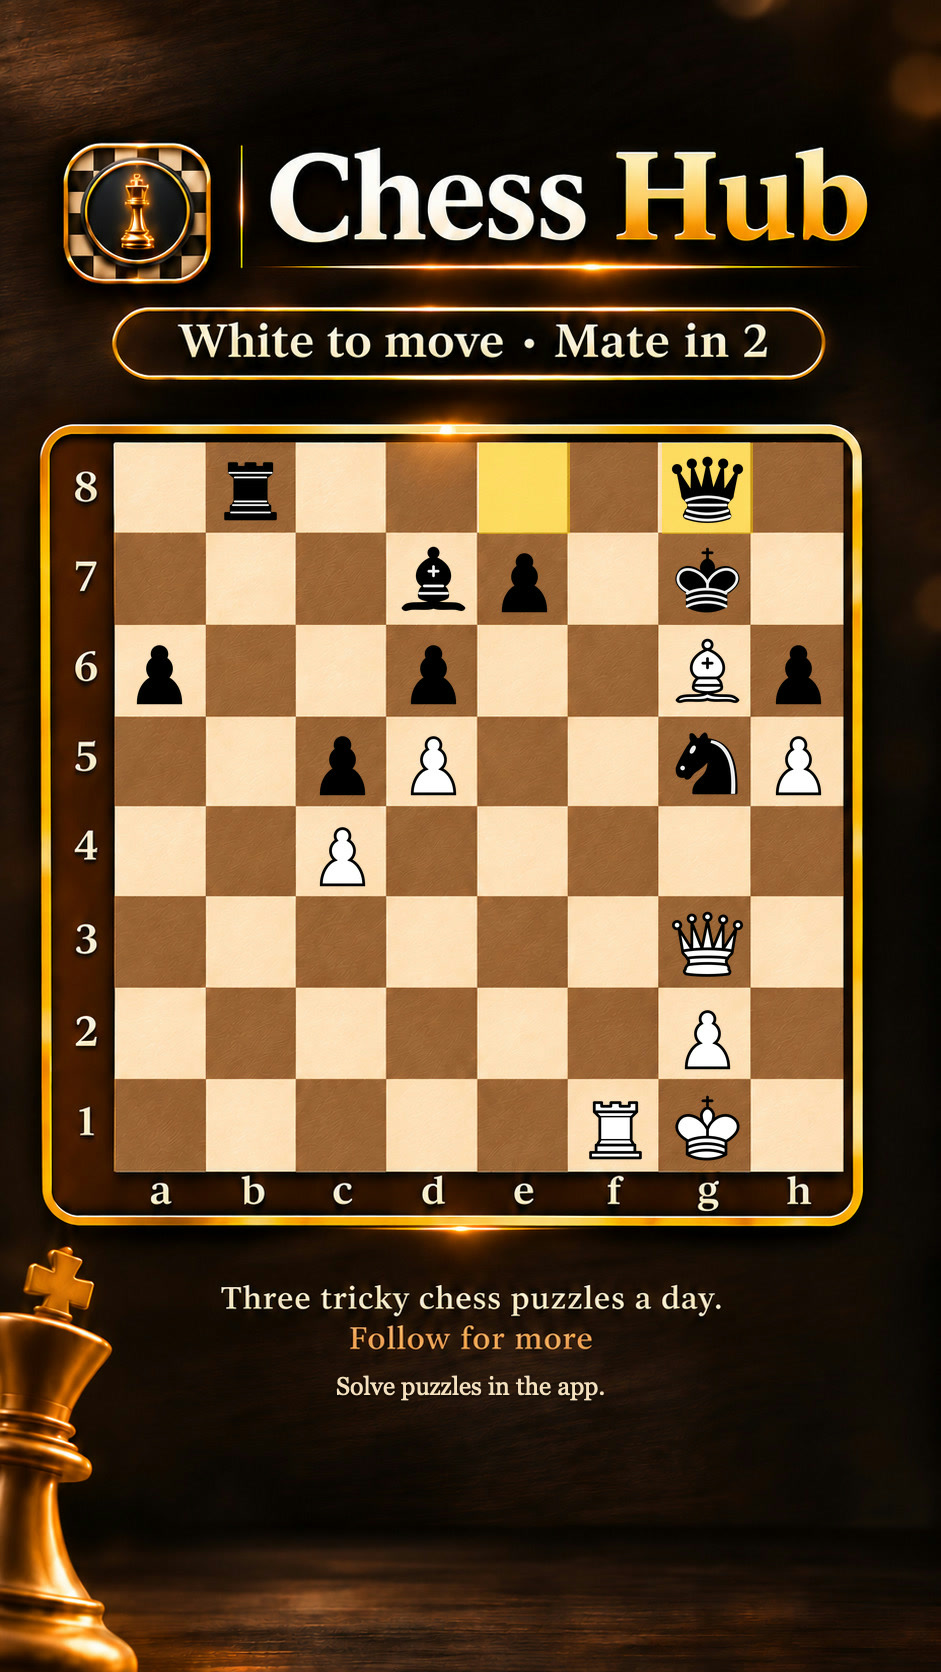 Chess Hub
White to move • Mate in 2
8
7
6
5
4
3
2
1
a b c d e f g h
Three tricky chess puzzles a day.
Follow for more
Solve puzzles in the app.